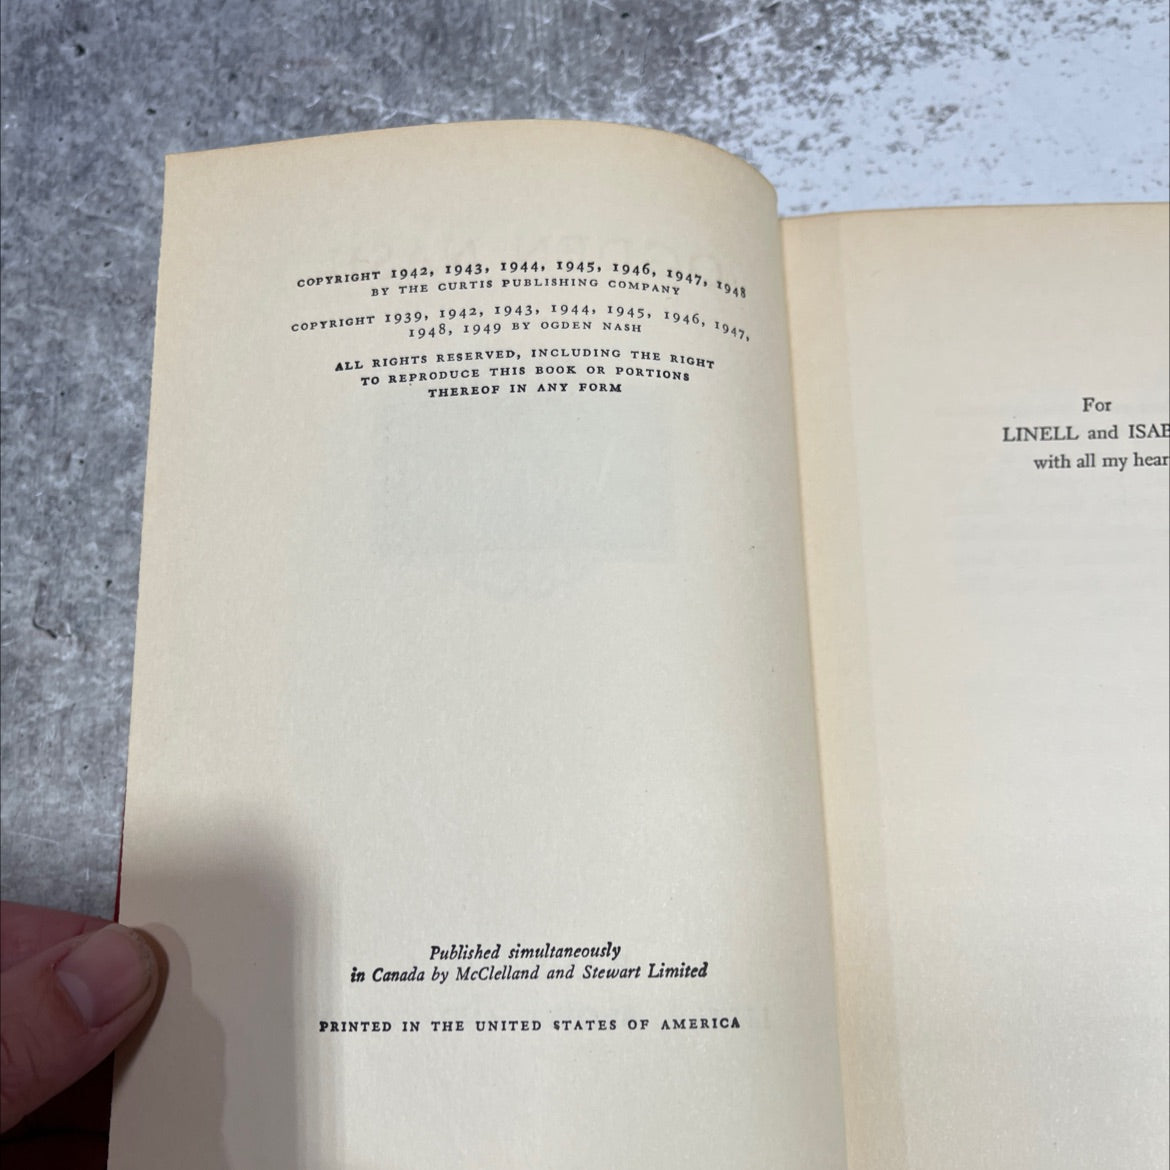 COPYRIGHT 1942, 1943, 1944, 1945, 1946, 1947, 1948
BY THE CURTIS PUBLISHING COMPANY
COPYRIGHT 1939, 1942, 1943, 1944, 1945, 1946, 1947,
1948, 1949 BY OGDEN NASH
ALL RIGHTS RESERVED, INCLUDING THE RIGHT
TO REPRODUCE THIS BOOK OR PORTIONS
THEREOF IN ANY FORM
Published simultaneously
in Canada by McClelland and Stewart Limited
PRINTED IN THE UNITED STATES OF AMERICA
For
LINELL and ISAB
with all my hear